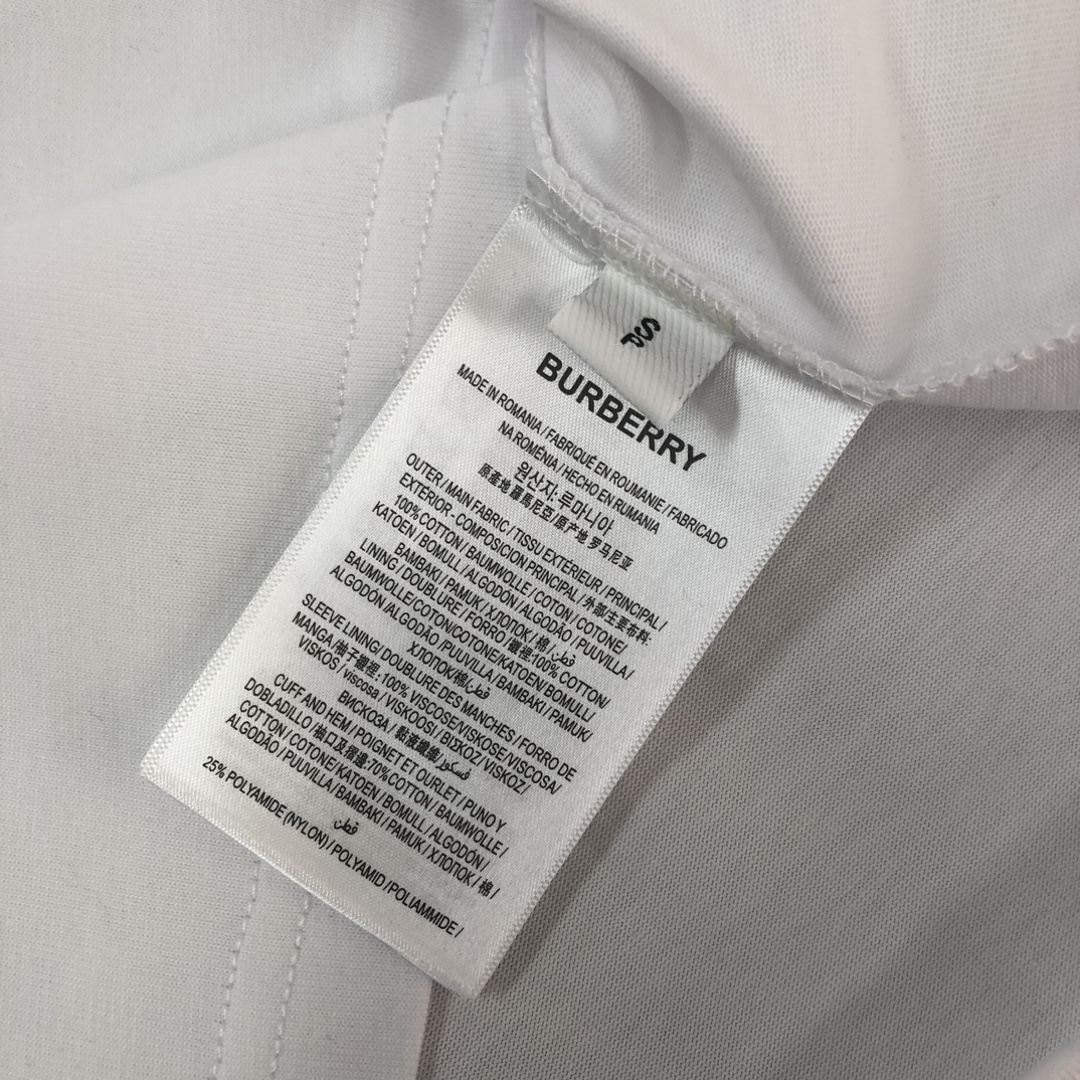 S
P
BURBERRY
MADE IN ROMANIA / FABRIQUÉ EN ROUMANIE / FABRICADO
NA ROMÉNIA / HECHO EN RUMANIA
원산지: 루마니아
原產地 羅馬尼亞/原产地 罗马尼亚
OUTER / MAIN FABRIC / TISSU EXTÉRIEUR / PRINCIPAL /
EXTERIOR - COMPOSICION PRINCIPAL / 外部主要布料:
100% COTTON / BAUMWOLLE / COTON / COTONE /
KATOEN / BOMULL / ALGODÓN / ALGODÃO / PUUVILLA /
BAMBAKI / PAMUK / ХЛОПОК / 棉 / قطن
LINING / DOUBLURE / FORRO / 襯裡:100% COTTON/
BAUMWOLLE/COTON/COTONE/KATOEN/ BOMULL/
ALGODÓN/ ALGODÃO /PUUVILLA/ BAMBAKI/ PAMUK/
ХЛОПОК/棉/قطن
SLEEVE LINING/ DOUBLURE DES MANCHES / FORRO DE
MANGA/袖子襯裡: 100% VISCOSE/VISKOSE/VISCOSA/
VISKOS / viscosa / VISKOOSI / ΒΙΣΚΟΖ/ VISKOZ /
ВИСКОЗА / 黏液纖維/ فسكوز
CUFF AND HEM / POIGNET ET OURLET / PUNO Y
DOBLADILLO / 袖口及摺邊:70% COTTON / BAUMWOLLE /
COTTON / COTONE/ KATOEN / BOMULL / ALGODÓN /
ALGODÃO / PUUVILLA / BAMBAKI / PAMUK / ХЛОПОК / 棉 /
قطن
25% POLYAMIDE (NYLON) / POLYAMID / POLIAMMIDE /